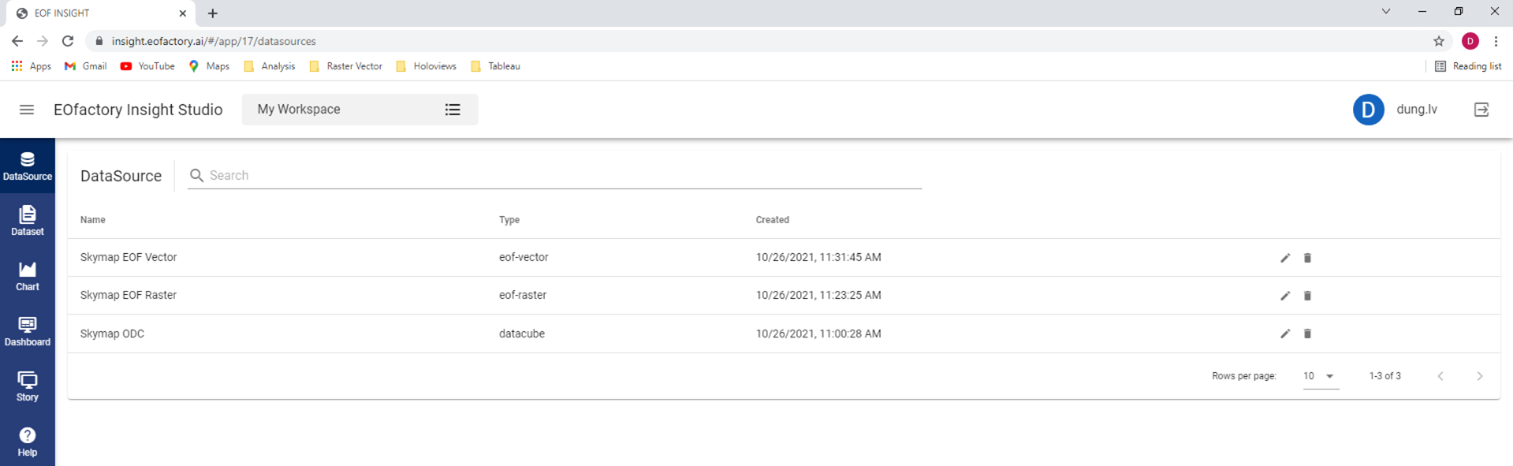 EOF INSIGHT
insight.eofactory.ai/#/app/17/datasources
D
Apps Gmail YouTube Maps Analysis Raster Vector Holoviews Tableau Reading list
EOfactory Insight Studio My Workspace D dung.lv
DataSource
Dataset
Chart
Dashboard
Story
Help
DataSource Search
Name Type Created
Skymap EOF Vector eof-vector 10/26/2021, 11:31:45 AM
Skymap EOF Raster eof-raster 10/26/2021, 11:23:25 AM
Skymap ODC datacube 10/26/2021, 11:00:28 AM
Rows per page: 10 1-3 of 3